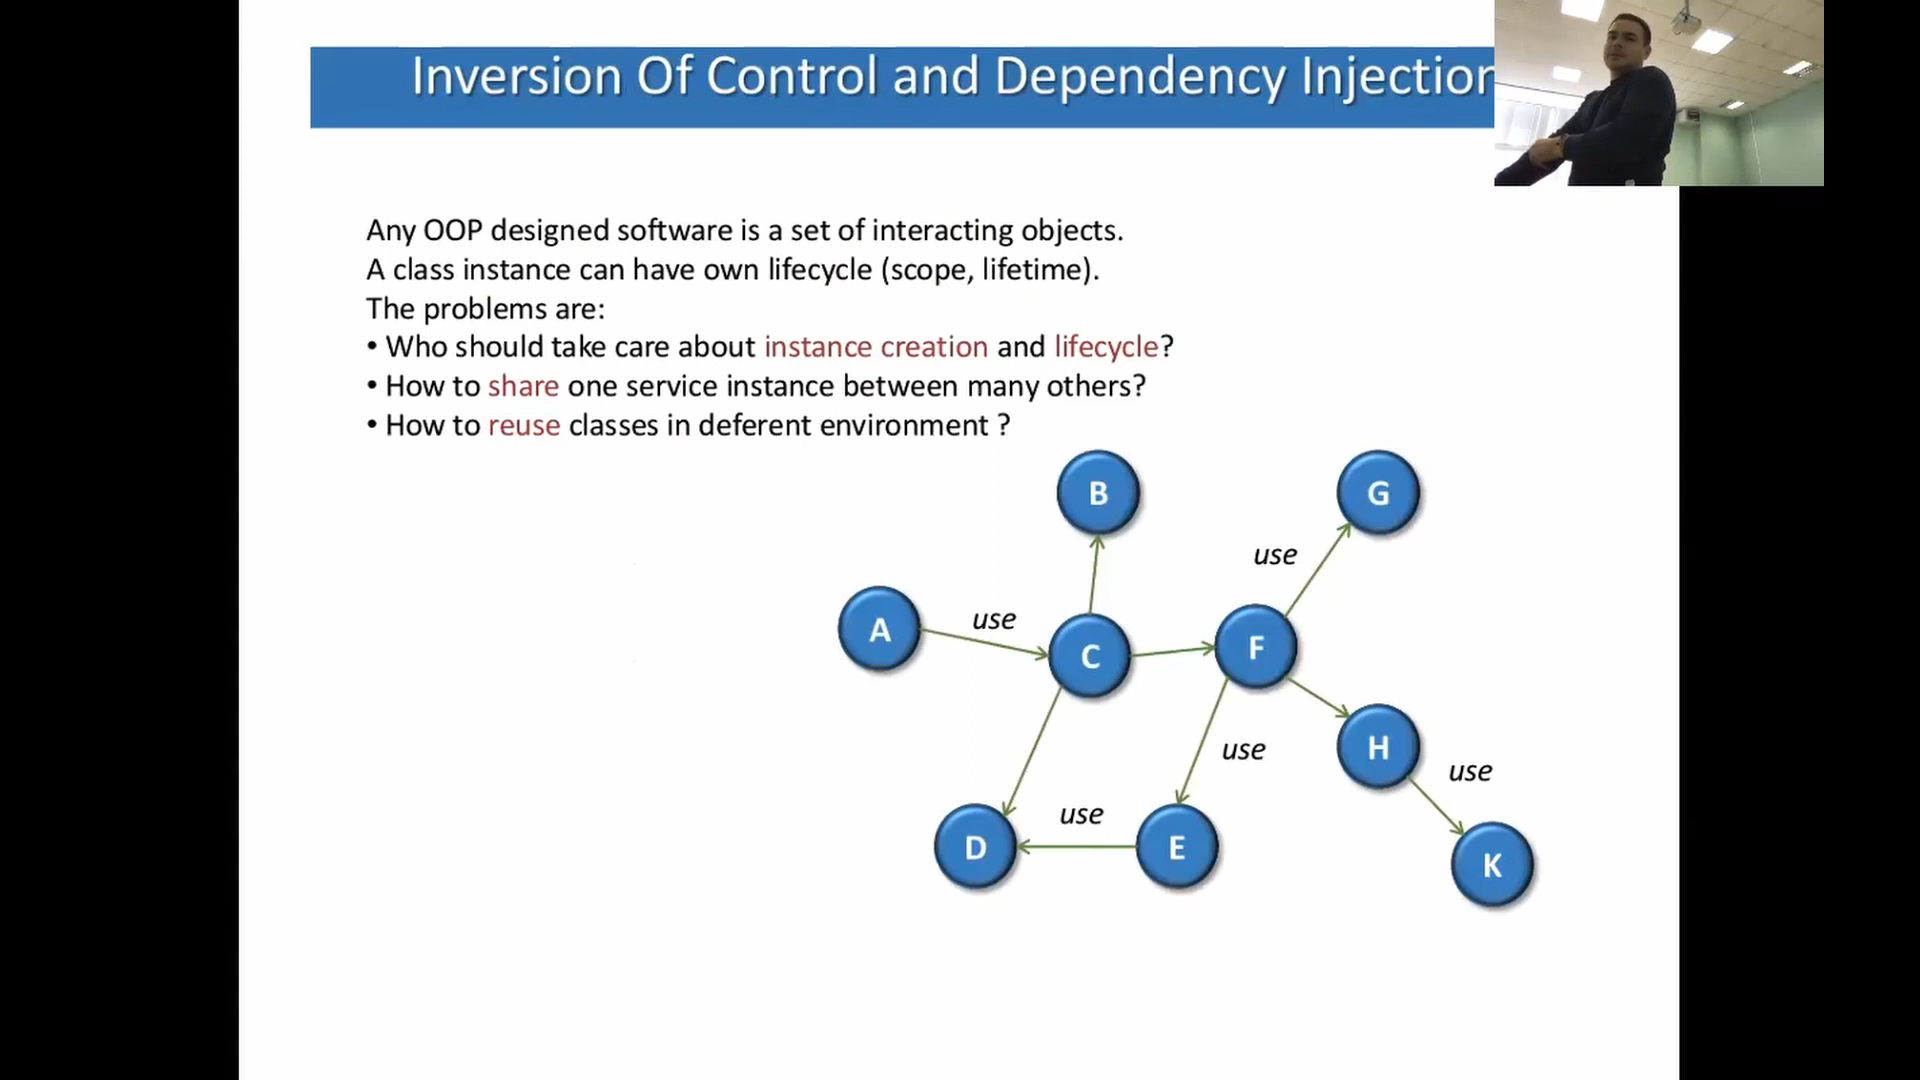 Inversion Of Control and Dependency Injection
Any OOP designed software is a set of interacting objects.
A class instance can have own lifecycle (scope, lifetime).
The problems are:
• Who should take care about instance creation and lifecycle?
• How to share one service instance between many others?
• How to reuse classes in deferent environment ?
B
G
use
A
use
C
F
use
H
use
use
D
E
K